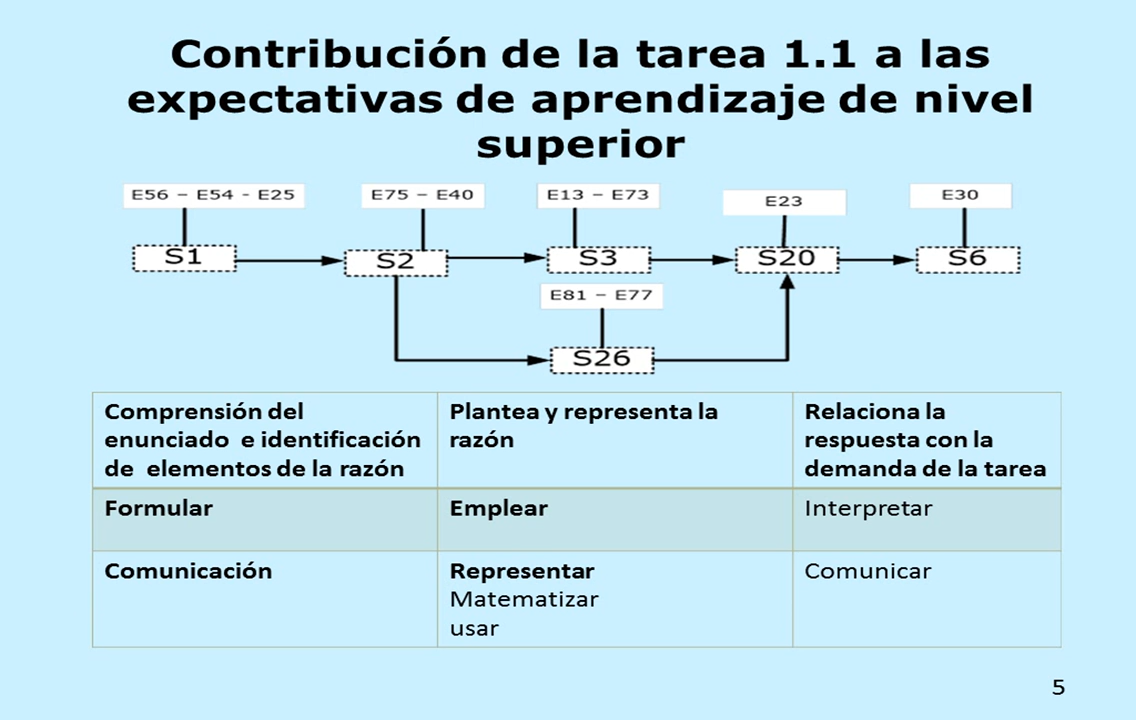 Contribución de la tarea 1.1 a las
expectativas de aprendizaje de nivel
superior
E56 – E54 - E25
E75 – E40
E13 – E73
E23
E30
S1
S2
S3
S20
S6
E81 – E77
S26
Comprensión del
enunciado e identificación
de elementos de la razón
Plantea y representa la
razón
Relaciona la
respuesta con la
demanda de la tarea
Formular
Emplear
Interpretar
Comunicación
Representar
Matematizar
usar
Comunicar
5